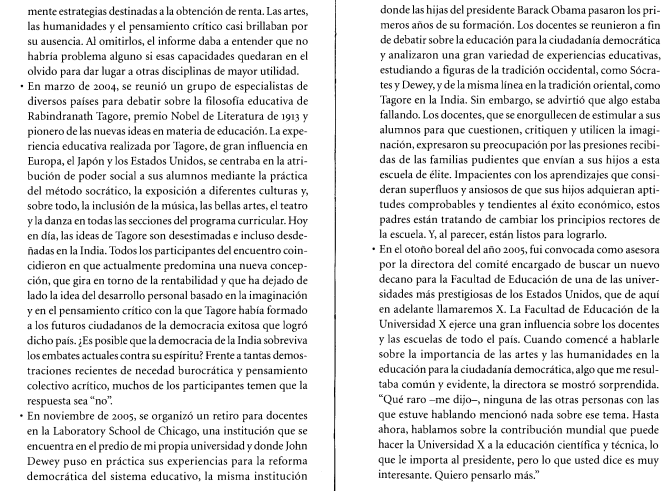 mente estrategias destinadas a la obtención de renta. Las artes,
las humanidades y el pensamiento crítico casi brillaban por
su ausencia. Al omitirlos, el informe daba a entender que no
habría problema alguno si esas capacidades quedaran en el
olvido para dar lugar a otras disciplinas de mayor utilidad.
• En marzo de 2004, se reunió un grupo de especialistas de
diversos países para debatir sobre la filosofía educativa de
Rabindranath Tagore, premio Nobel de Literatura de 1913 y
pionero de las nuevas ideas en materia de educación. La expe-
riencia educativa realizada por Tagore, de gran influencia en
Europa, el Japón y los Estados Unidos, se centraba en la atri-
bución de poder social a sus alumnos mediante la práctica
del método socrático, la exposición a diferentes culturas y,
sobre todo, la inclusión de la música, las bellas artes, el teatro
y la danza en todas las secciones del programa curricular. Hoy
en día, las ideas de Tagore son desestimadas e incluso desde-
ñadas en la India. Todos los participantes del encuentro coin-
cidieron en que actualmente predomina una nueva concep-
ción, que gira en torno de la rentabilidad y que ha dejado de
lado la idea del desarrollo personal basado en la imaginación
y en el pensamiento crítico con la que Tagore había formado
a los futuros ciudadanos de la democracia exitosa que logró
dicho país. ¿Es posible que la democracia de la India sobreviva
los embates actuales contra su espíritu? Frente a tantas demos-
traciones recientes de necedad burocrática y pensamiento
colectivo acrítico, muchos de los participantes temen que la
respuesta sea “no”.
• En noviembre de 2005, se organizó un retiro para docentes
en la Laboratory School de Chicago, una institución que se
encuentra en el predio de mi propia universidad y donde John
Dewey puso en práctica sus experiencias para la reforma
democrática del sistema educativo, la misma institución
donde las hijas del presidente Barack Obama pasaron los pri-
meros años de su formación. Los docentes se reunieron a fin
de debatir sobre la educación para la ciudadanía democrática
y analizaron una gran variedad de experiencias educativas,
estudiando a figuras de la tradición occidental, como Sócra-
tes y Dewey, y de la misma línea en la tradición oriental, como
Tagore en la India. Sin embargo, se advirtió que algo estaba
fallando. Los docentes, que se enorgullecen de estimular a sus
alumnos para que cuestionen, critiquen y utilicen la imagi-
nación, expresaron su preocupación por las presiones recibi-
das de las familias pudientes que envían a sus hijos a esta
escuela de élite. Impacientes con los aprendizajes que consi-
deran superfluos y ansiosos de que sus hijos adquieran apti-
tudes comprobables y tendientes al éxito económico, estos
padres están tratando de cambiar los principios rectores de
la escuela. Y, al parecer, están listos para lograrlo.
• En el otoño boreal del año 2005, fui convocada como asesora
por la directora del comité encargado de buscar un nuevo
decano para la Facultad de Educación de una de las univer-
sidades más prestigiosas de los Estados Unidos, que de aquí
en adelante llamaremos X. La Facultad de Educación de la
Universidad X ejerce una gran influencia sobre los docentes
y las escuelas de todo el país. Cuando comencé a hablarle
sobre la importancia de las artes y las humanidades en la
educación para la ciudadanía democrática, algo que me resul-
taba común y evidente, la directora se mostró sorprendida.
“Qué raro –me dijo–, ninguna de las otras personas con las
que estuve hablando mencionó nada sobre ese tema. Hasta
ahora, hablamos sobre la contribución mundial que puede
hacer la Universidad X a la educación científica y técnica, lo
que le importa al presidente, pero lo que usted dice es muy
interesante. Quiero pensarlo más.”